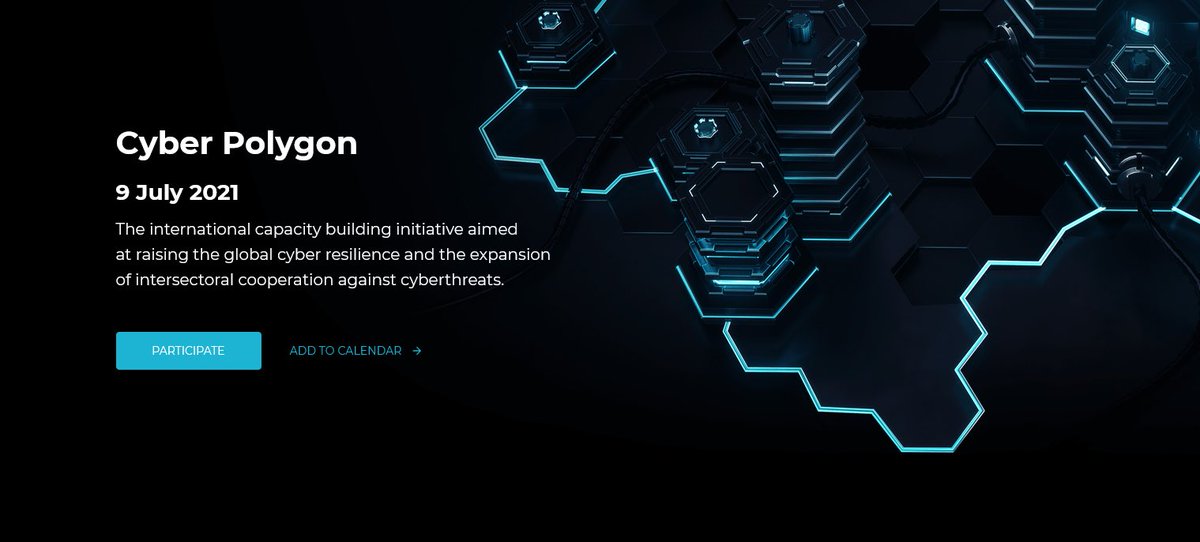 Cyber Polygon
9 July 2021
The international capacity building initiative aimed
at raising the global cyber resilience and the expansion
of intersectoral cooperation against cyberthreats.
PARTICIPATE
ADD TO CALENDAR →